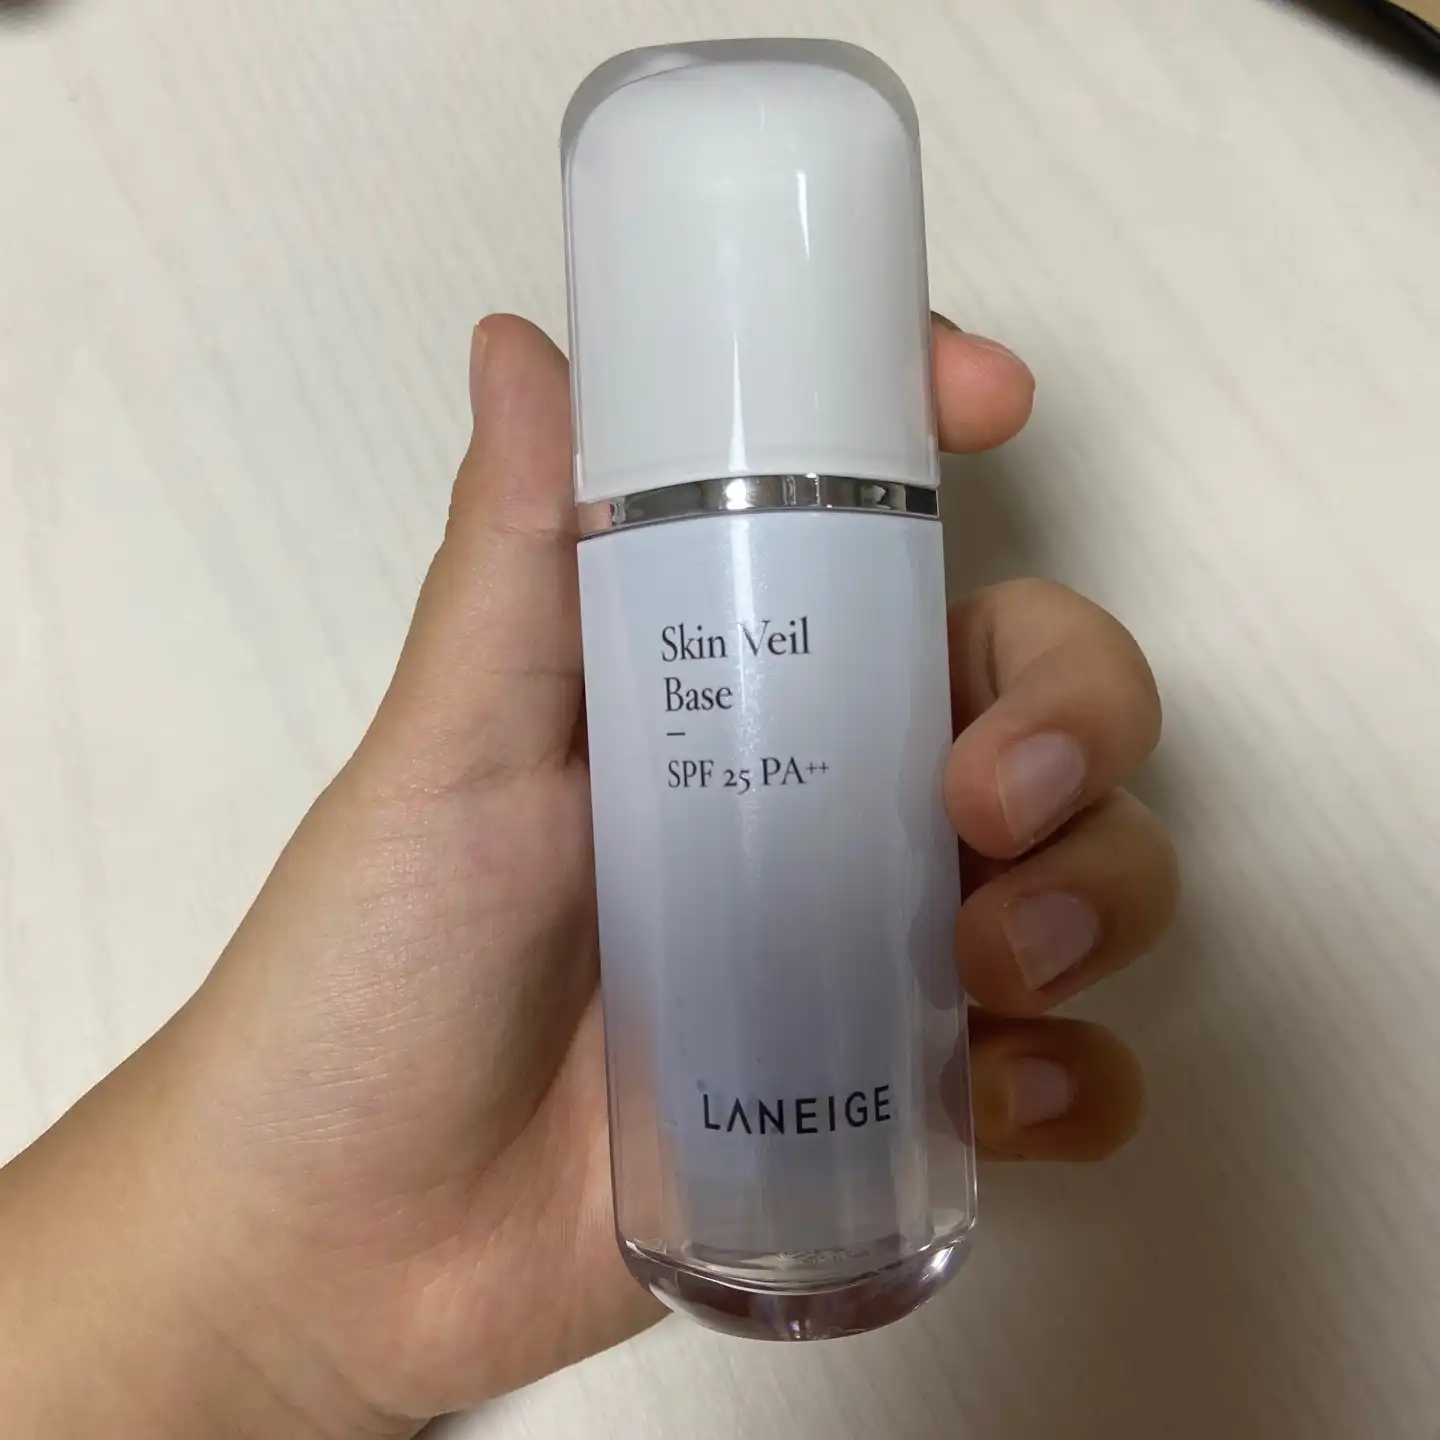 Skin Veil
Base
–
SPF 25 PA++
LANEIGE